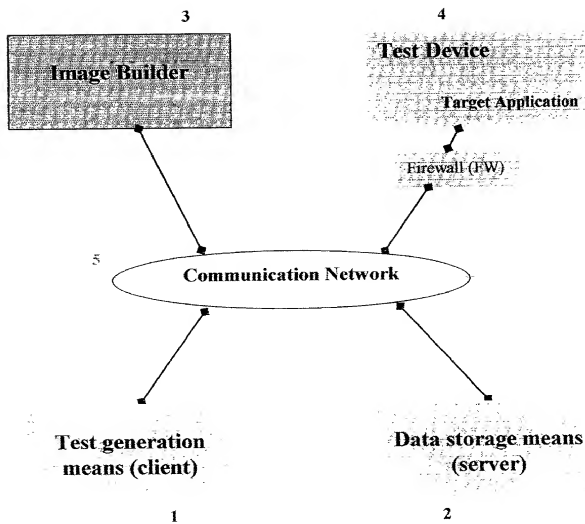 3
4
Image Builder
Test Device
Target Application
Firewall (FW)
5
Communication Network
Test generation
means (client)
Data storage means
(server)
1
2